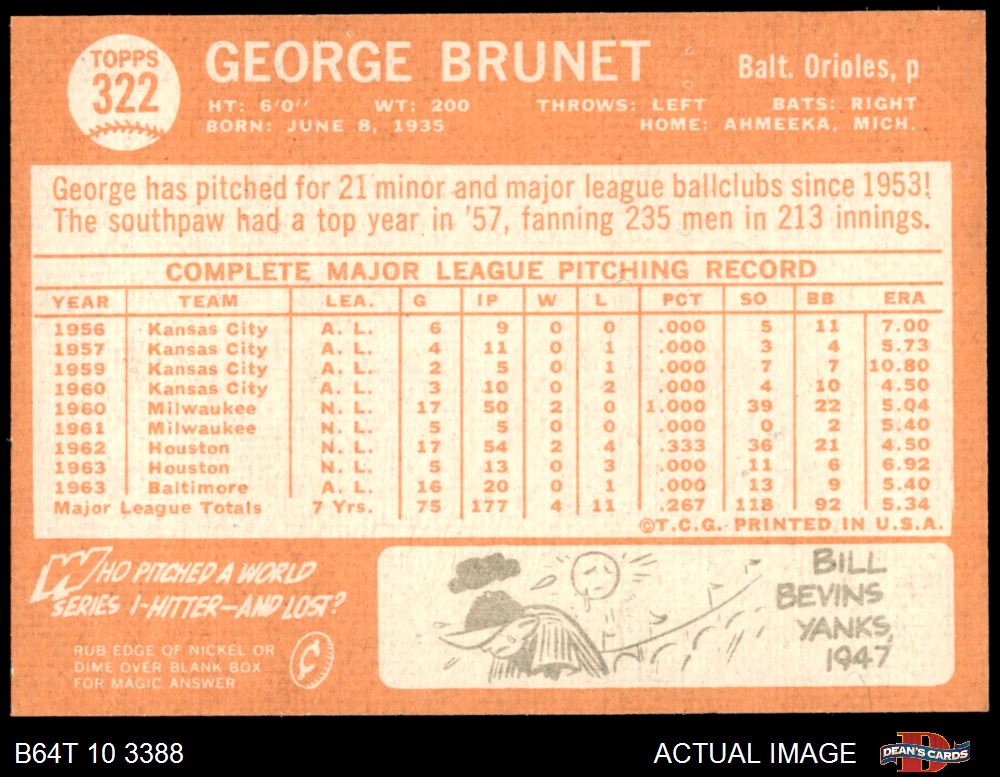 TOPPS
322
GEORGE BRUNET
Balt. Orioles, p
HT: 6'0" WT: 200 THROWS: LEFT BATS: RIGHT
BORN: JUNE 8, 1935 HOME: AHMEEKA, MICH.
George has pitched for 21 minor and major league ballclubs since 1953!
The southpaw had a top year in '57, fanning 235 men in 213 innings.
COMPLETE MAJOR LEAGUE PITCHING RECORD
YEAR TEAM LEA. G IP W L PCT SO BB ERA
1956 Kansas City A. L. 6 9 0 0 .000 5 11 7.00
1957 Kansas City A. L. 4 11 0 1 .000 3 4 5.73
1959 Kansas City A. L. 2 5 0 1 .000 7 7 10.80
1960 Kansas City A. L. 3 10 0 2 .000 4 10 4.50
1960 Milwaukee N. L. 17 50 2 0 1.000 39 22 5.04
1961 Milwaukee N. L. 5 5 0 0 .000 0 2 5.40
1962 Houston N. L. 17 54 2 4 .333 36 21 4.50
1963 Houston N. L. 5 13 0 3 .000 11 6 6.92
1963 Baltimore A. L. 16 20 0 1 .000 13 9 5.40
Major League Totals 7 Yrs. 75 177 4 11 .267 118 92 5.34
©T.C.G. PRINTED IN U.S.A.
WHO PITCHED A WORLD
SERIES 1-HITTER—AND LOST?
RUB EDGE OF NICKEL OR
DIME OVER BLANK BOX
FOR MAGIC ANSWER
¢
BILL
BEVINS
YANKS,
1947
B64T 10 3388
ACTUAL IMAGE
D
DEAN'S CARDS